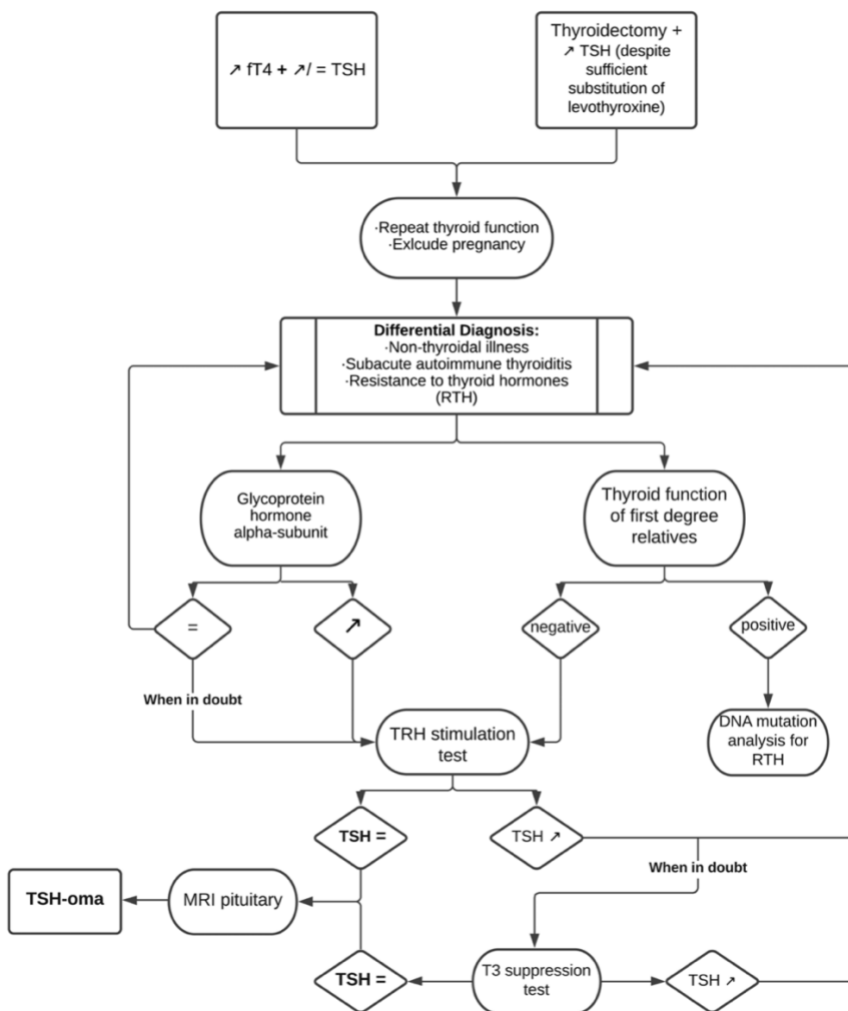 ↗ fT4 + ↗/ = TSH
Thyroidectomy +
↗ TSH (despite
sufficient
substitution of
levothyroxine)
·Repeat thyroid function
·Exlcude pregnancy
Differential Diagnosis:
·Non-thyroidal illness
·Subacute autoimmune thyroiditis
·Resistance to thyroid hormones
(RTH)
Glycoprotein
hormone
alpha-subunit
Thyroid function
of first degree
relatives
=
↗
negative
positive
When in doubt
TRH stimulation
test
DNA mutation
analysis for
RTH
TSH =
TSH ↗
When in doubt
TSH-oma
MRI pituitary
TSH =
T3 suppression
test
TSH ↗